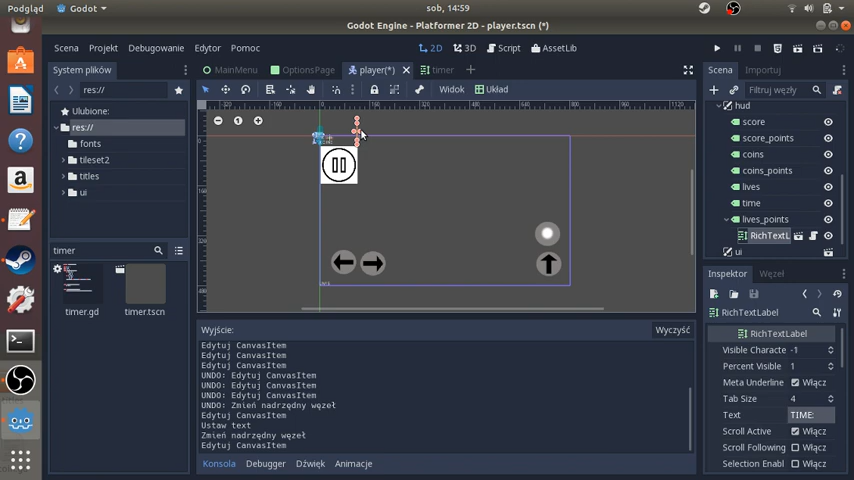 Podgląd
Godot
sob, 14:59
Godot Engine - Platformer 2D - player.tscn (*)
Scena
Projekt
Debugowanie
Edytor
Pomoc
2D
3D
Script
AssetLib
System plików
MainMenu
OptionsPage
player(*)
timer
Scena
Importuj
res://
Widok
Układ
Filtruj węzły
Ulubione:
res://
fonts
tileset2
titles
ui
timer
timer.gd
timer.tscn
hud
score
score_points
coins
coins_points
lives
time
lives_points
RichTextL
ui
Inspektor
Węzeł
RichTextLabel
RichTextLabel
Visible Characte
-1
Percent Visible
1
Meta Underline
Włącz
Tab Size
4
Text
TIME:
Scroll Active
Włącz
Scroll Following
Włącz
Selection Enabl
Włącz
Wyjście:
Wyczyść
Edytuj CanvasItem
Edytuj CanvasItem
Edytuj CanvasItem
UNDO: Edytuj CanvasItem
UNDO: Edytuj CanvasItem
UNDO: Edytuj CanvasItem
UNDO: Zmień nadrzędny węzeł
Edytuj CanvasItem
Ustaw text
Zmień nadrzędny węzeł
Edytuj CanvasItem
Konsola
Debugger
Dźwięk
Animacje